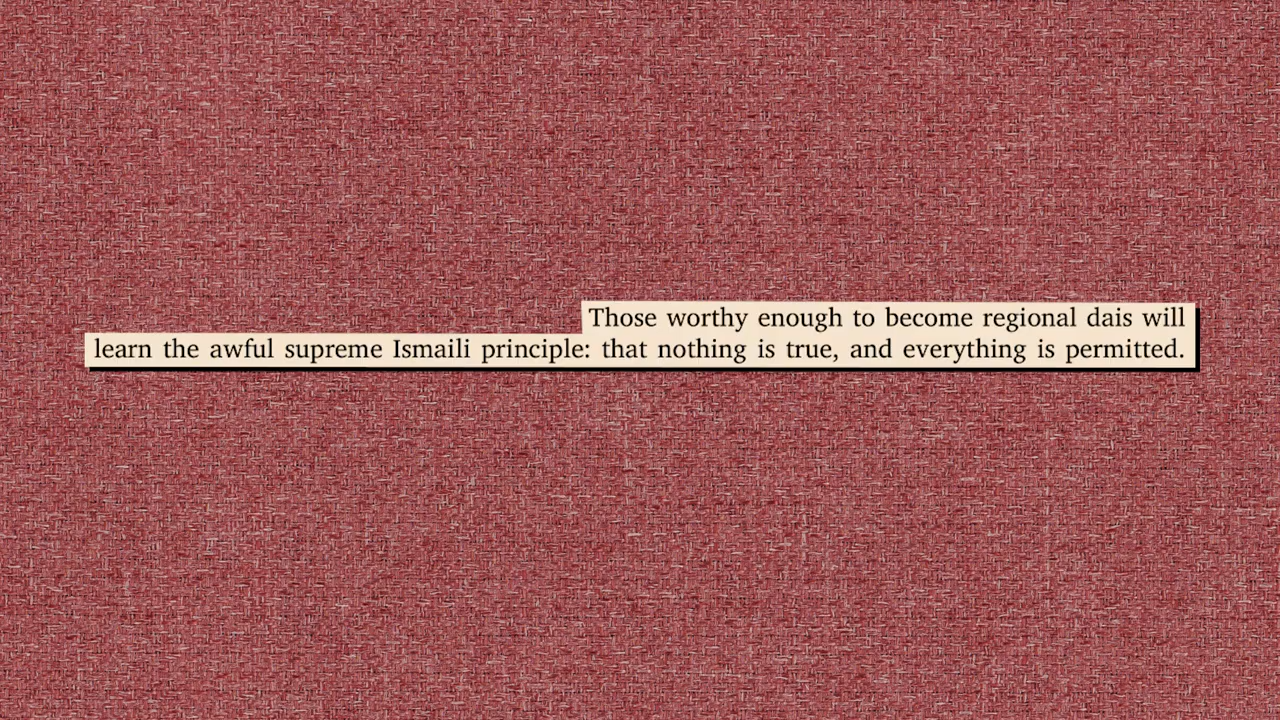 Those worthy enough to become regional dais will
learn the awful supreme Ismaili principle: that nothing is true, and everything is permitted.